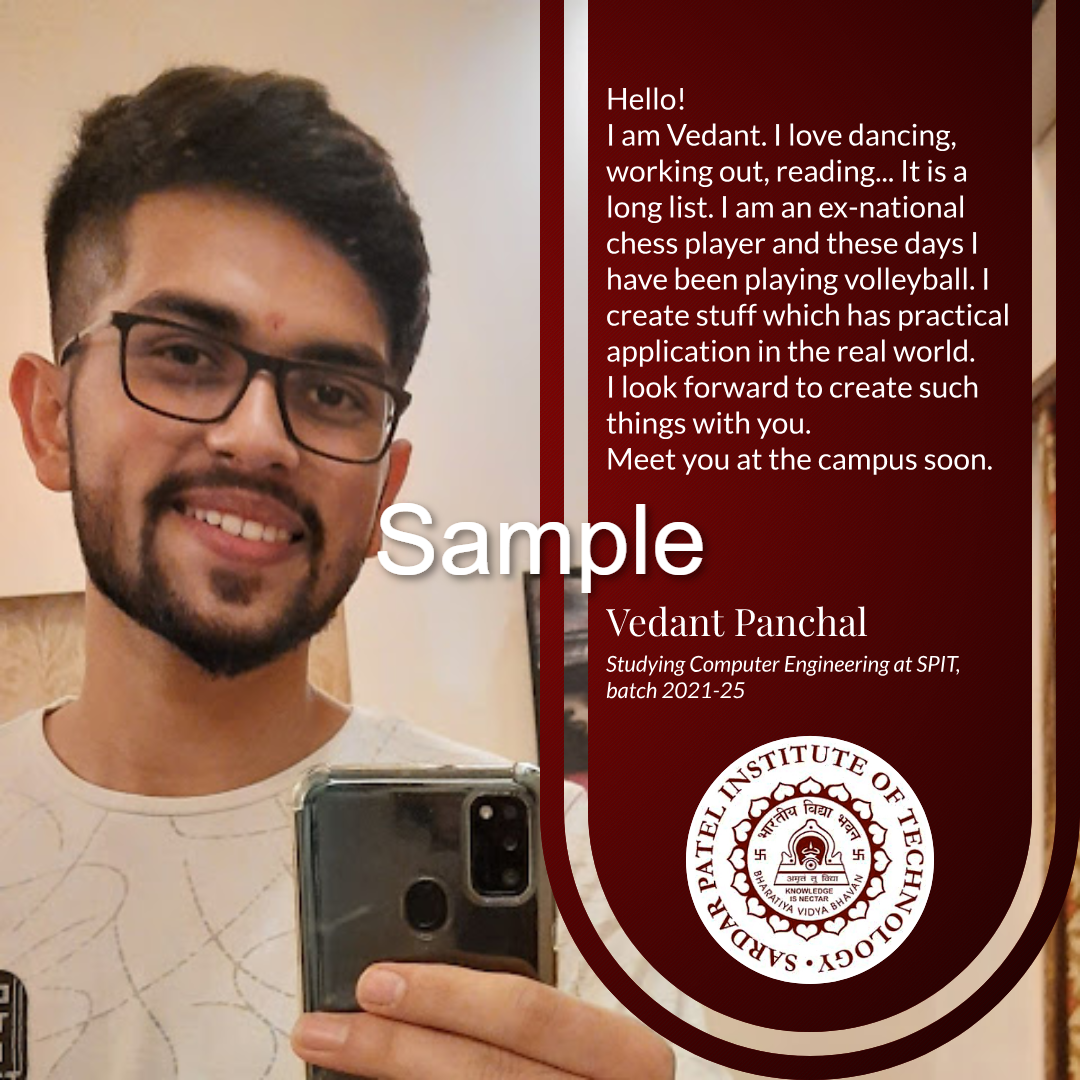 Hello!
I am Vedant. I love dancing,
working out, reading... It is a
long list. I am an ex-national
chess player and these days I
have been playing volleyball. I
create stuff which has practical
application in the real world.
I look forward to create such
things with you.
Meet you at the campus soon.
Sample
Vedant Panchal
Studying Computer Engineering at SPIT,
batch 2021-25
SARDAR PATEL INSTITUTE OF TECHNOLOGY •
भारतीय विद्या भवन
अमृतं तु विद्या
KNOWLEDGE
IS NECTAR
BHARATIYA VIDYA BHAVAN